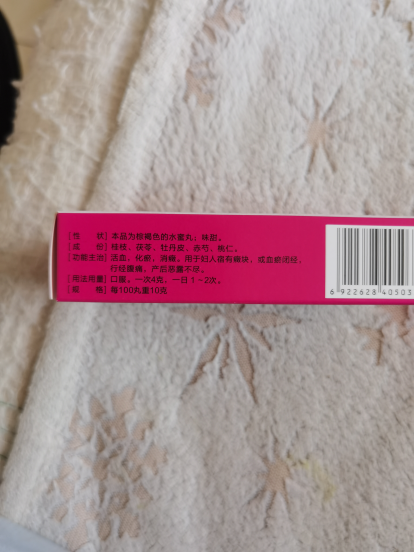 [性　　状] 本品为棕褐色的水蜜丸；味甜。
[成　　份] 桂枝、茯苓、牡丹皮、赤芍、桃仁。
[功能主治] 活血，化瘀，消癥。用于妇人宿有癥块，或血瘀闭经，
行经腹痛，产后恶露不尽。
[用法用量] 口服，一次4克，一日1～2次。
[规　　格] 每100丸重10克
6 922628 40503